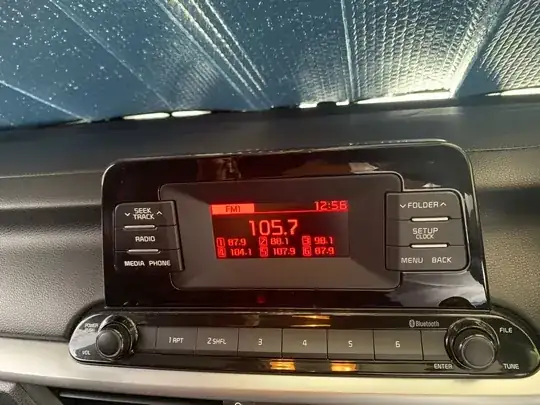 FM1 12:56
105.7
1 87.9 2 88.1 3 98.1
4 104.1 5 107.9 6 87.9
SEEK
TRACK
RADIO
MEDIA PHONE
FOLDER
SETUP
CLOCK
MENU BACK
POWER
VOL
1 RPT 2 SHFL 3 4 5 6
Bluetooth
FILE
ENTER TUNE